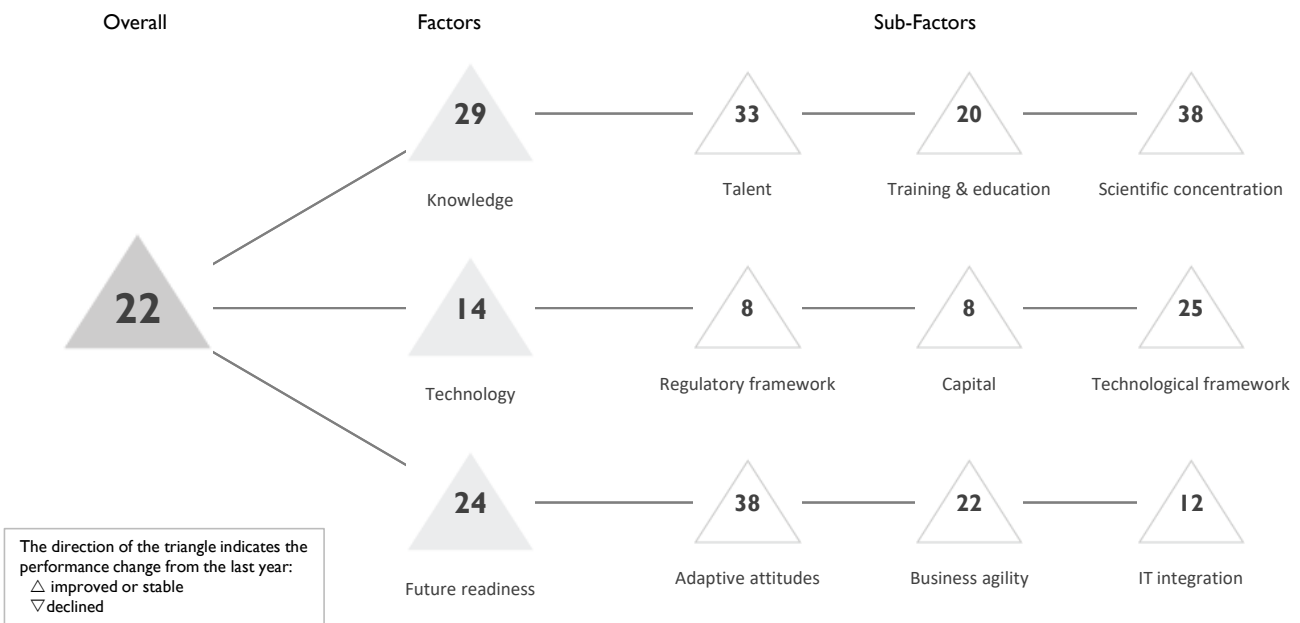 Overall Factors Sub-Factors
29 33 20 38
Knowledge Talent Training & education Scientific concentration
22
14 8 8 25
Technology Regulatory framework Capital Technological framework
24 38 22 12
Future readiness Adaptive attitudes Business agility IT integration
The direction of the triangle indicates the
performance change from the last year:
△ improved or stable
▽ declined